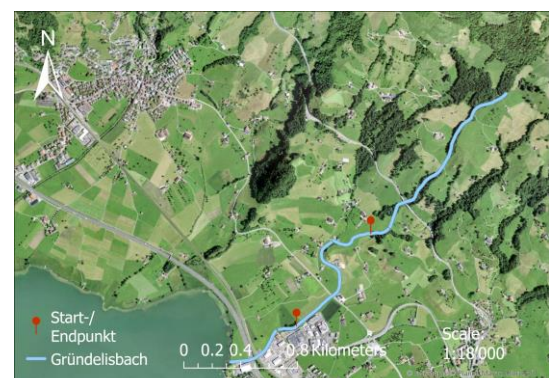 N
Start-/
Endpunkt
Gründelisbach
0 0.2 0.4 0.8 Kilometers
Scale:
1:18'000